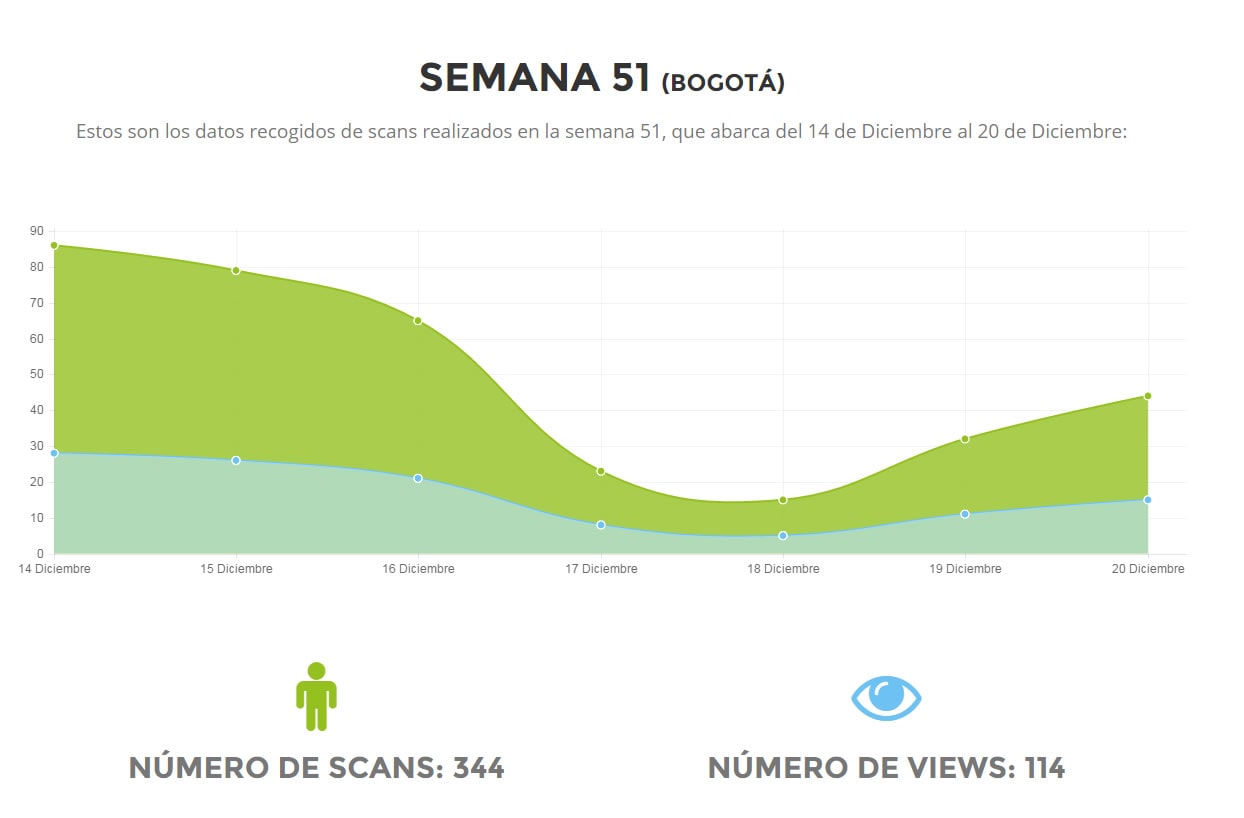 SEMANA 51 (BOGOTÁ)
Estos son los datos recogidos de scans realizados en la semana 51, que abarca del 14 de Diciembre al 20 de Diciembre:
90
80
70
60
50
40
30
20
10
0
14 Diciembre 15 Diciembre 16 Diciembre 17 Diciembre 18 Diciembre 19 Diciembre 20 Diciembre
NÚMERO DE SCANS: 344 NÚMERO DE VIEWS: 114